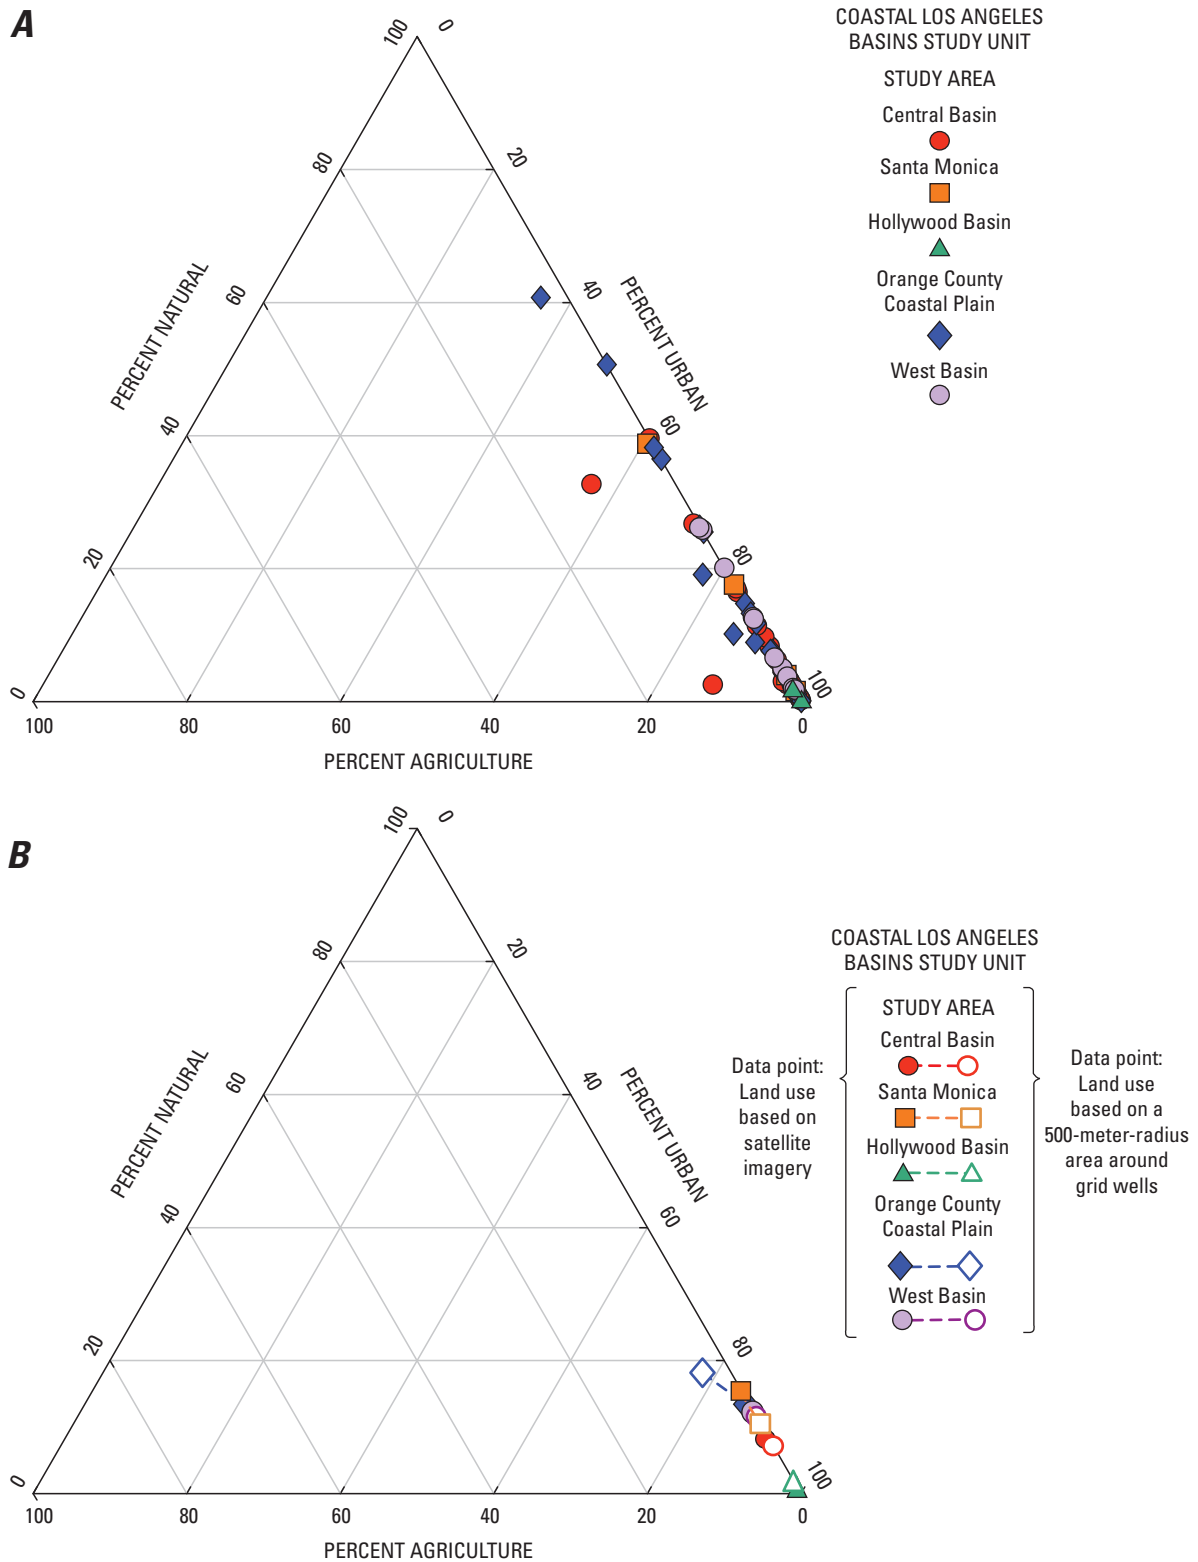 A
COASTAL LOS ANGELES
BASINS STUDY UNIT
STUDY AREA
Central Basin
Santa Monica
Hollywood Basin
Orange County
Coastal Plain
West Basin
100
0
80
20
60
40
40
60
20
80
0
100
PERCENT NATURAL
PERCENT URBAN
100
80
60
40
20
0
PERCENT AGRICULTURE
B
COASTAL LOS ANGELES
BASINS STUDY UNIT
STUDY AREA
Central Basin
Santa Monica
Hollywood Basin
Orange County
Coastal Plain
West Basin
Data point:
Land use
based on
satellite
imagery
Data point:
Land use
based on a
500-meter-radius
area around
grid wells
100
0
80
20
60
40
40
60
20
80
0
100
PERCENT NATURAL
PERCENT URBAN
100
80
60
40
20
0
PERCENT AGRICULTURE